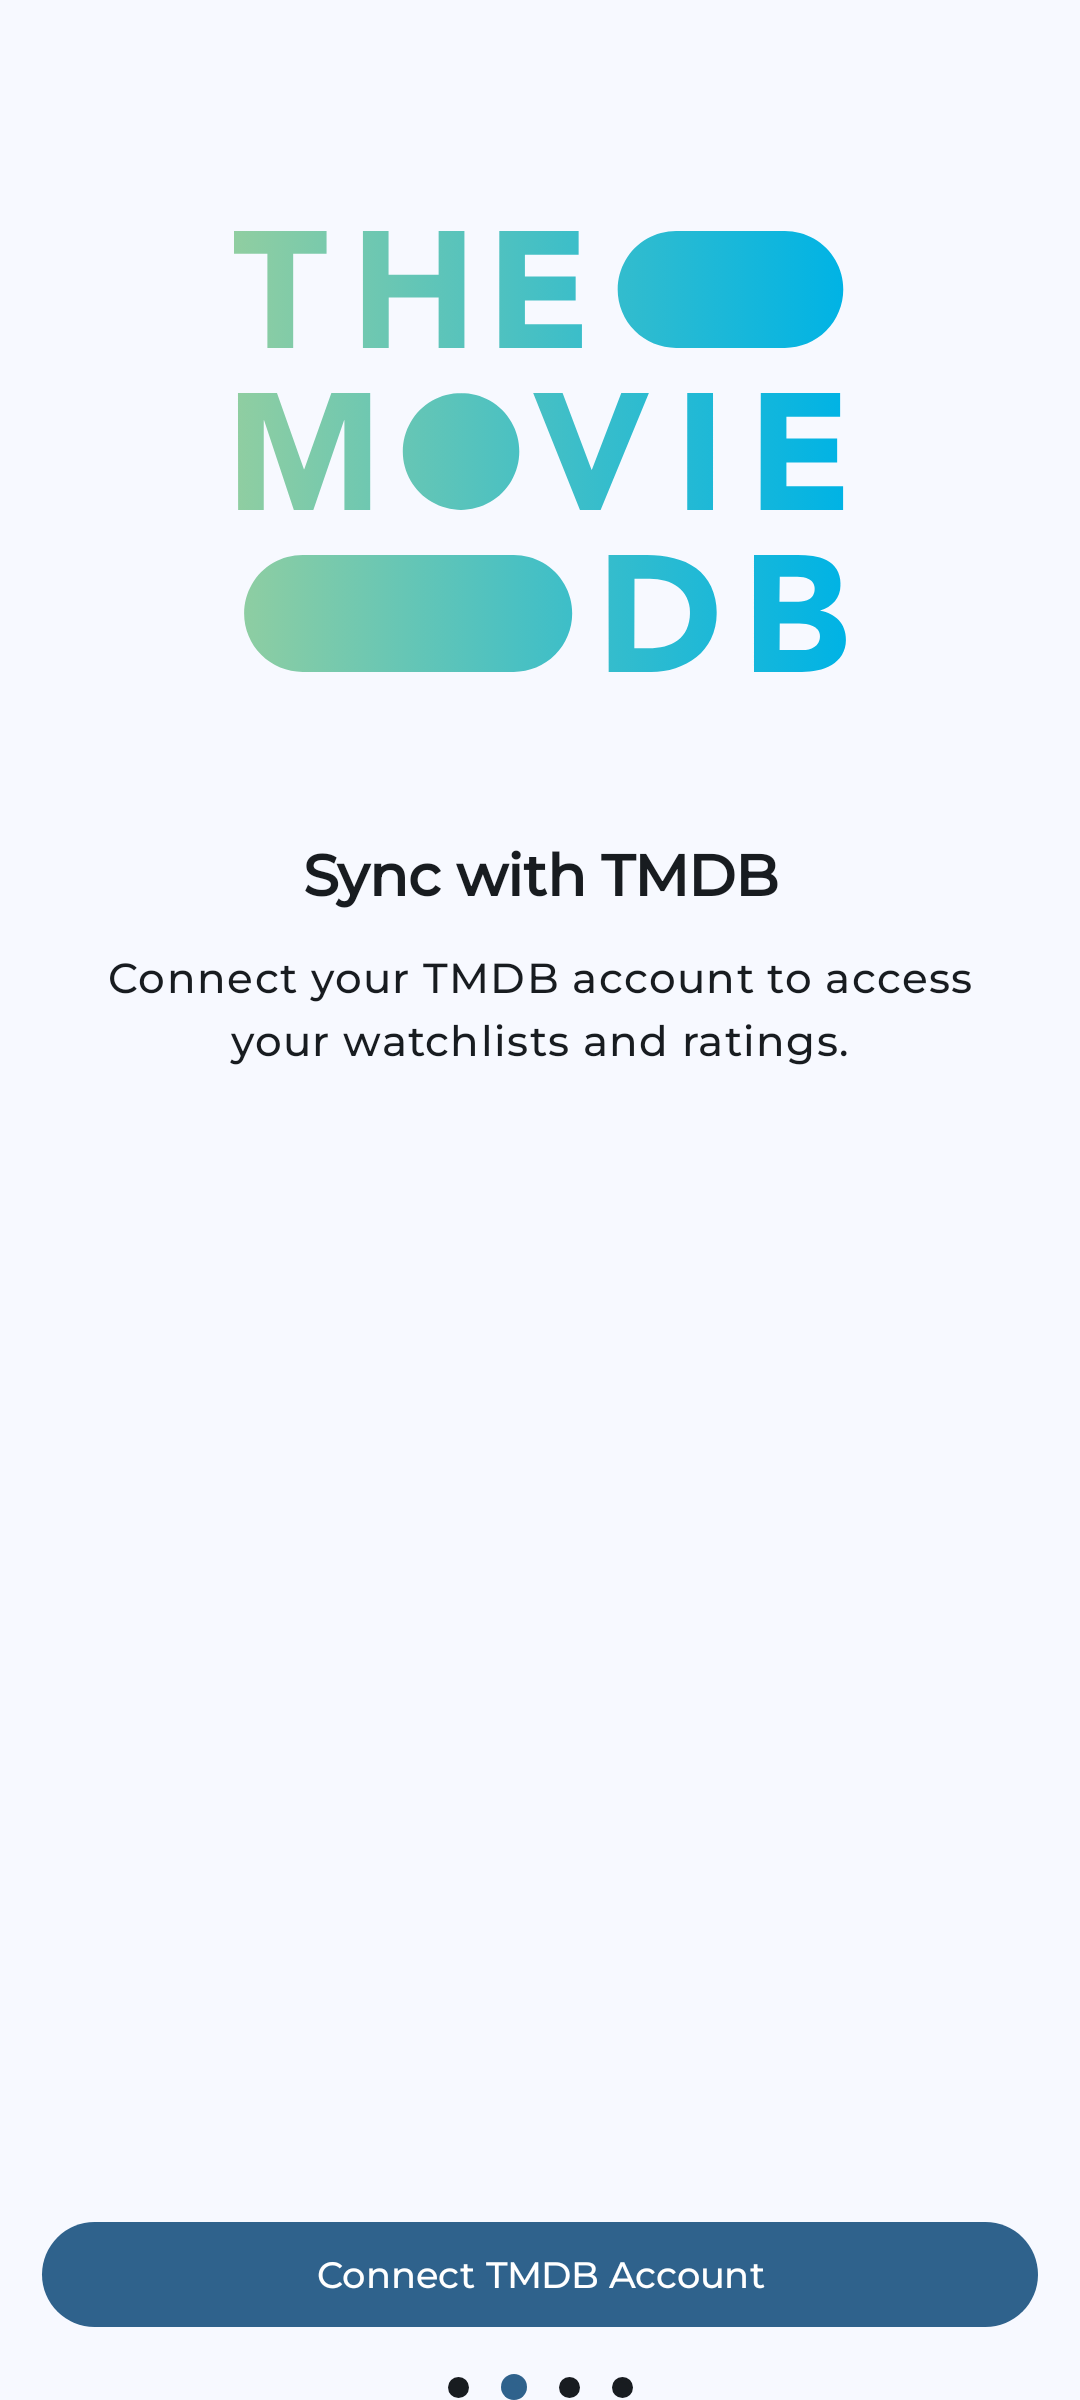 THE
MOVIE
DB
Sync with TMDB
Connect your TMDB account to access
your watchlists and ratings.
Connect TMDB Account